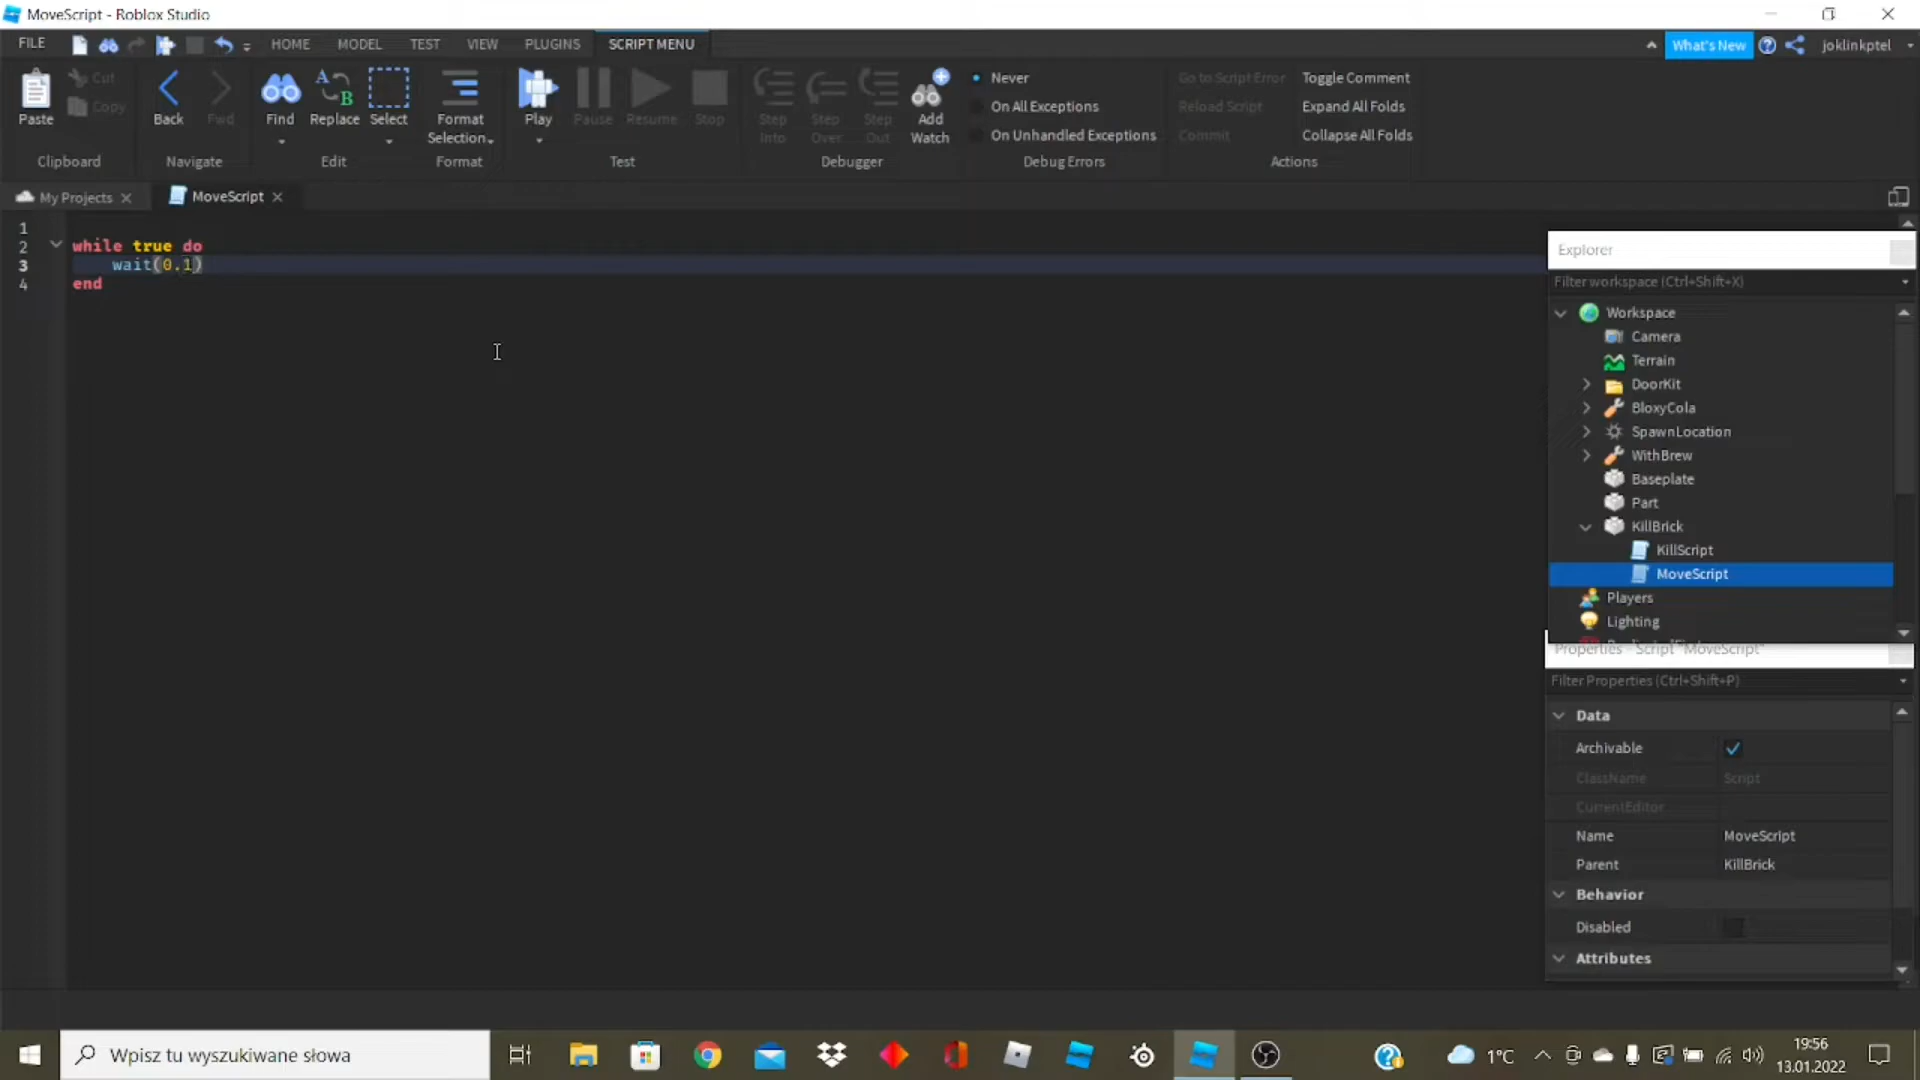 MoveScript - Roblox Studio
FILE HOME MODEL TEST VIEW PLUGINS SCRIPT MENU What's New joklinkptel
Paste Cut Copy Back Fwd Find Replace Select Format Selection Play Pause Resume Stop Step Into Step Over Step Out Add Watch
Never Go to Script Error Toggle Comment
On All Exceptions Reload Script Expand All Folds
On Unhandled Exceptions Commit Collapse All Folds
Clipboard Navigate Edit Format Test Debugger Debug Errors Actions
My Projects MoveScript
1
2 while true do
3 wait(0.1)
4 end
Explorer
Filter workspace (Ctrl+Shift+X)
Workspace
Camera
Terrain
DoorKit
BloxyCola
SpawnLocation
WithBrew
Baseplate
Part
KillBrick
KillScript
MoveScript
Players
Lighting
Properties - Script "MoveScript"
Filter Properties (Ctrl+Shift+P)
Data
Archivable
ClassName Script
CurrentEditor
Name MoveScript
Parent KillBrick
Behavior
Disabled
Attributes
Wpisz tu wyszukiwane słowa
1°C
19:56
13.01.2022